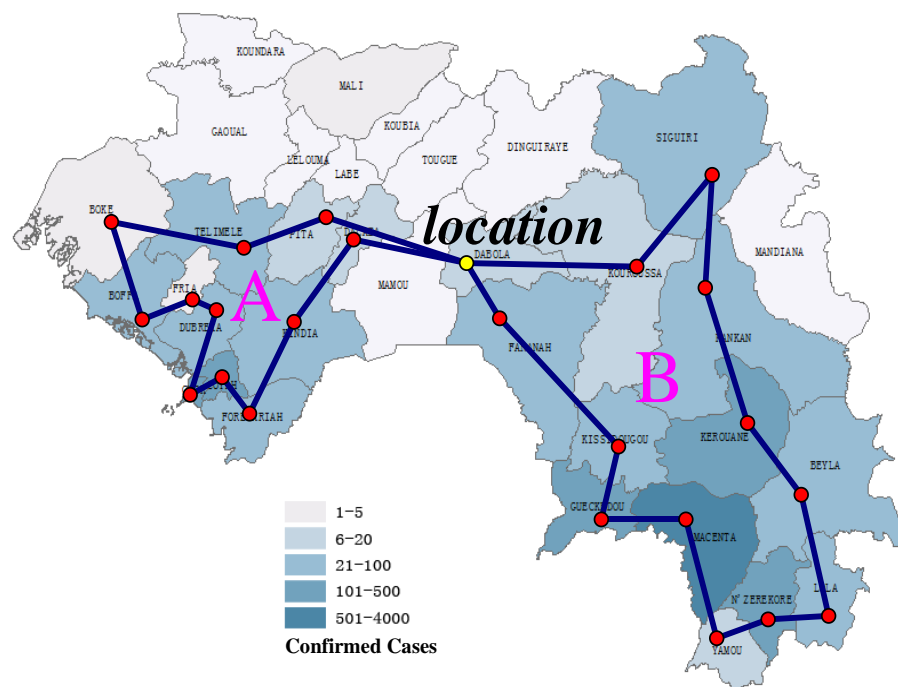 KOUNDARA
MALI
KOUBIA
GAOUAL
SIGUIRI
DINGUIRAYE
LELOUMA
TOUGUE
LABE
BOKE
location
TELIMELE
PITA
DABOLA
MANDIANA
KOUROUSSA
MAMOU
FRIA
A
BOFFA
DUBREKA
KINDIA
FARANAH
KANKAN
B
FORECARIAH
KISSIDOUGOU
KEROUANE
BEYLA
GUECKEDOU
MACENTA
N'ZEREKORE
LOLA
YAMOU
1-5
6-20
21-100
101-500
501-4000
Confirmed Cases